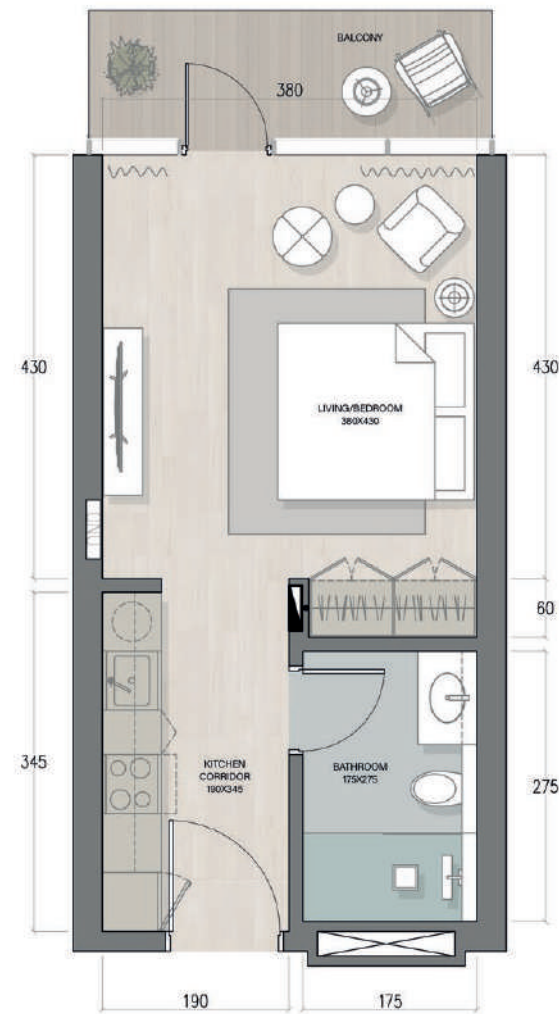 BALCONY
380
430
430
LIVING/BEDROOM
380X430
60
345
KITCHEN
CORRIDOR
190X345
BATHROOM
175X275
275
190
175